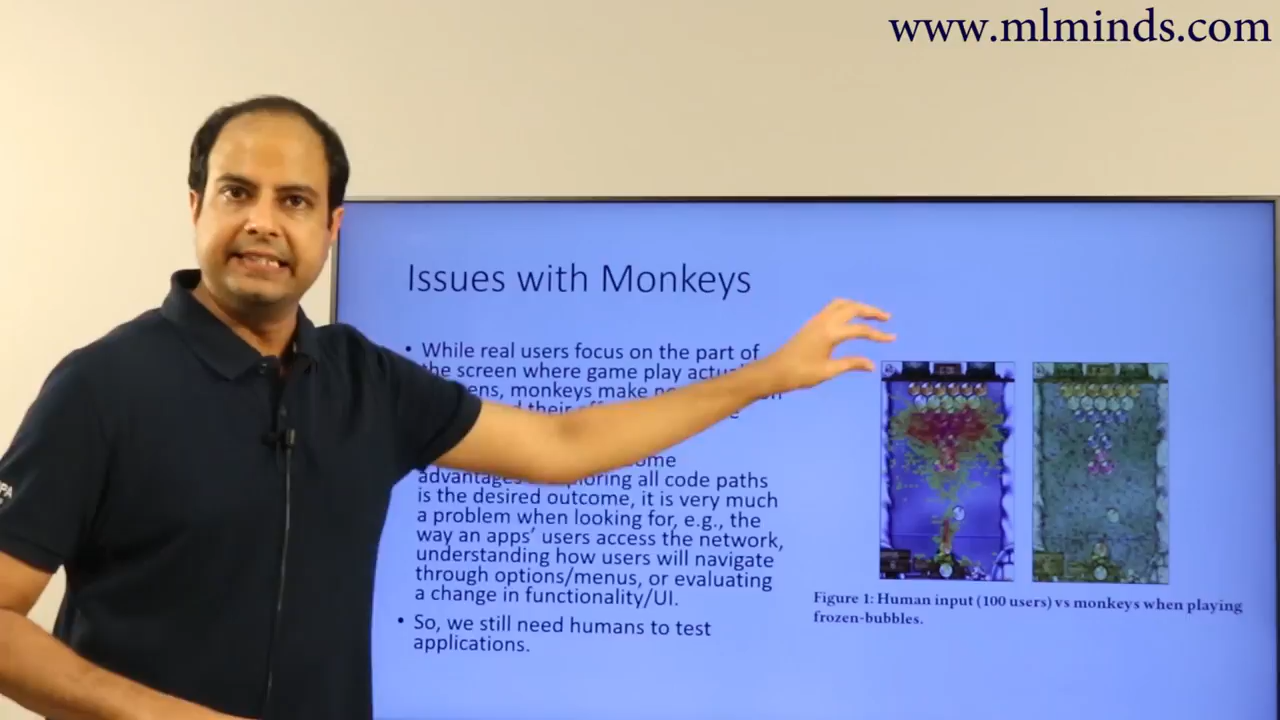 www.mlminds.com
Issues with Monkeys
• While real users focus on the part of
the screen where game play
monkeys make
their
advantages
all code paths
is the desired outcome, it is very much
a problem when looking for, e.g., the
way an apps' users access the network,
understanding how users will navigate
through options/menus, or evaluating
a change in functionality/UI.
• So, we still need humans to test
applications.
Figure 1: Human input (100 users) vs monkeys when playing
frozen-bubbles.